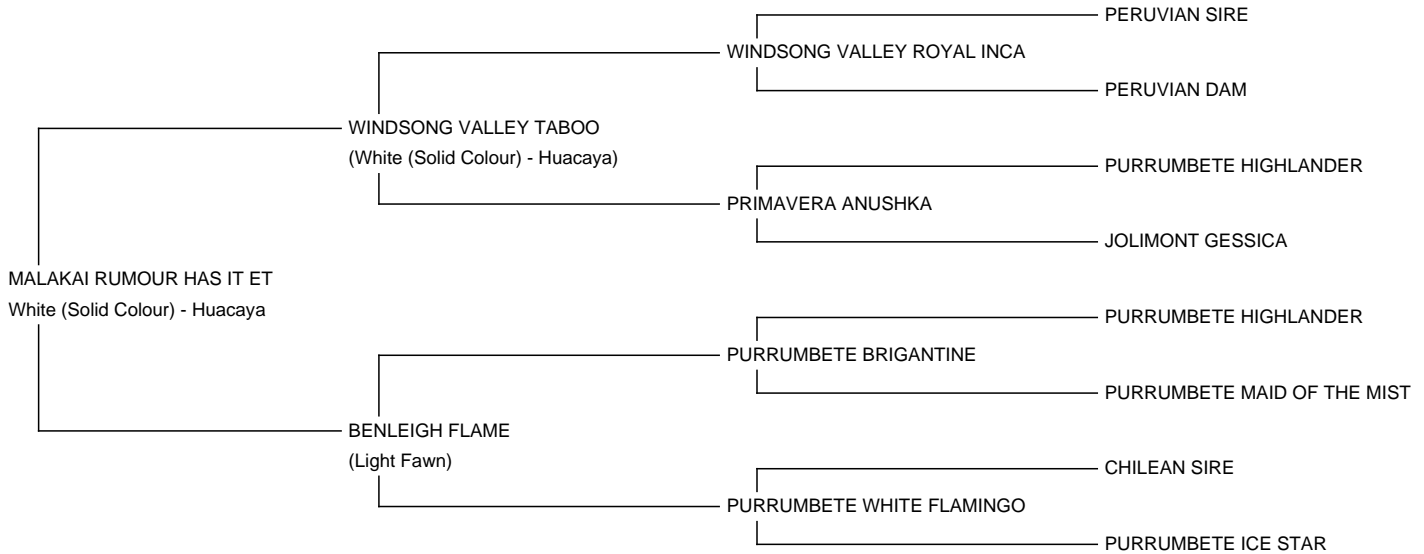 PERUVIAN SIRE
WINDSONG VALLEY ROYAL INCA
PERUVIAN DAM
WINDSONG VALLEY TABOO
(White (Solid Colour) - Huacaya)
PURRUMBETE HIGHLANDER
PRIMAVERA ANUSHKA
JOLIMONT GESSICA
MALAKAI RUMOUR HAS IT ET
White (Solid Colour) - Huacaya
PURRUMBETE HIGHLANDER
PURRUMBETE BRIGANTINE
PURRUMBETE MAID OF THE MIST
BENLEIGH FLAME
(Light Fawn)
CHILEAN SIRE
PURRUMBETE WHITE FLAMINGO
PURRUMBETE ICE STAR